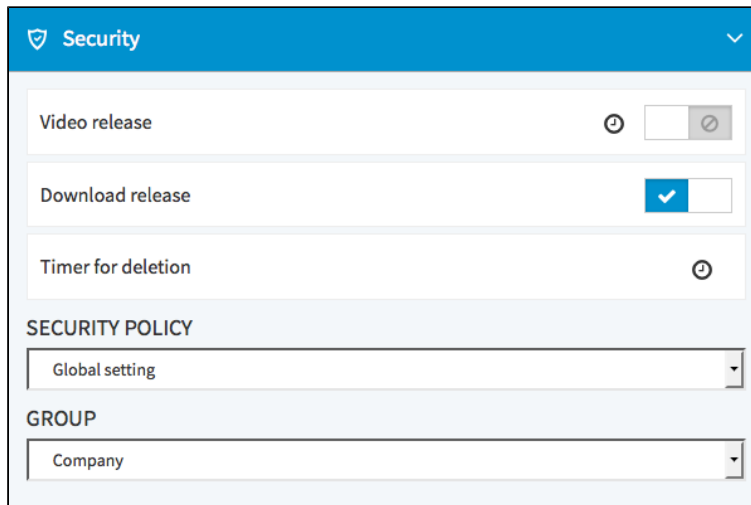 Security
Video release
Download release
Timer for deletion
SECURITY POLICY
Global setting
GROUP
Company